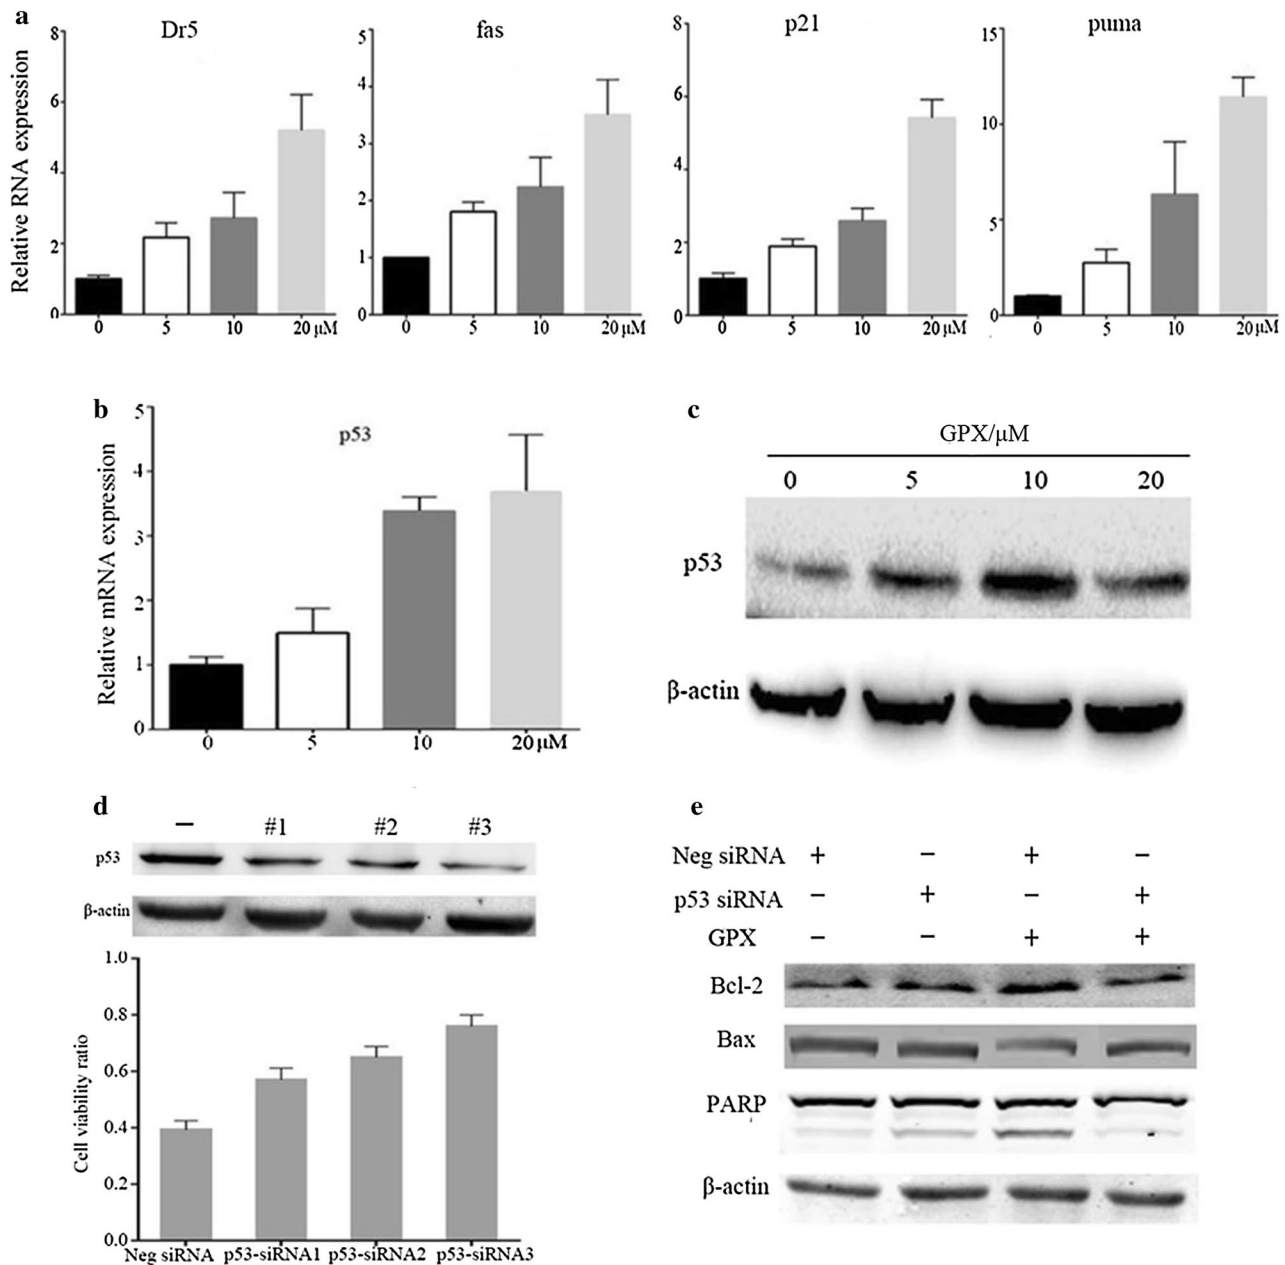 a
Dr5
fas
p21
puma
Relative RNA expression
8
6
4
2
0
0 5 10 20 μM
5
4
3
2
1
0
0 5 10 20 μM
8
6
4
2
0
0 5 10 20 μM
15
10
5
0
0 5 10 20 μM
b
p53
Relative mRNA expression
5
4
3
2
1
0
0 5 10 20 μM
c
GPX/μM
0 5 10 20
p53
β-actin
d
– #1 #2 #3
p53
β-actin
Cell viability ratio
1.0
0.8
0.6
0.4
0.2
0.0
Neg siRNA p53-siRNA1 p53-siRNA2 p53-siRNA3
e
Neg siRNA + – + –
p53 siRNA – + – +
GPX – – + +
Bcl-2
Bax
PARP
β-actin